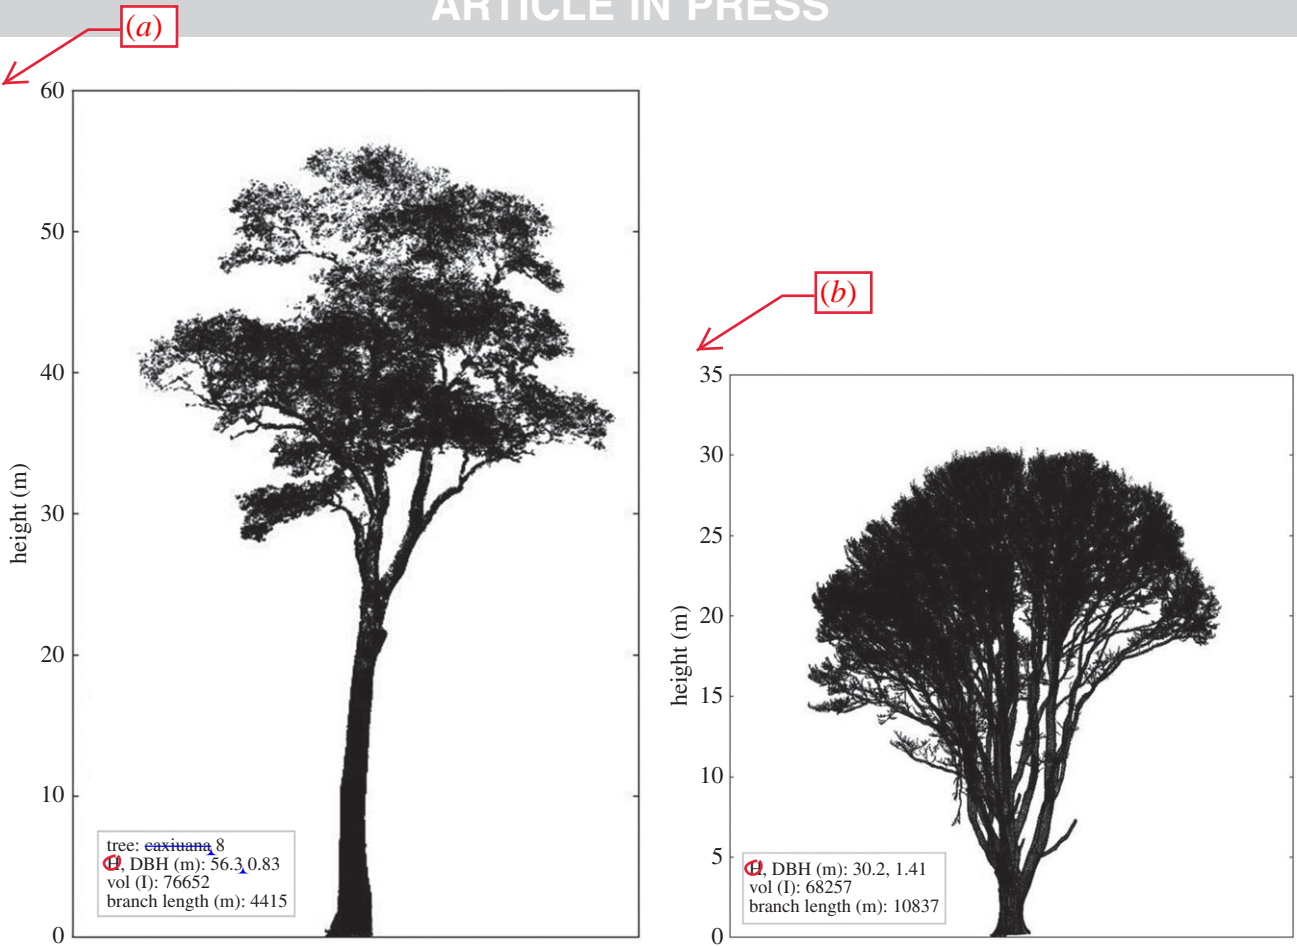 ARTICLE IN PRESS
(a)
60
50
40
30
20
10
0
height (m)
tree: caxiuana 8
H, DBH (m): 56.3 0.83
vol (I): 76652
branch length (m): 4415
(b)
35
30
25
20
15
10
5
0
height (m)
H, DBH (m): 30.2, 1.41
vol (I): 68257
branch length (m): 10837